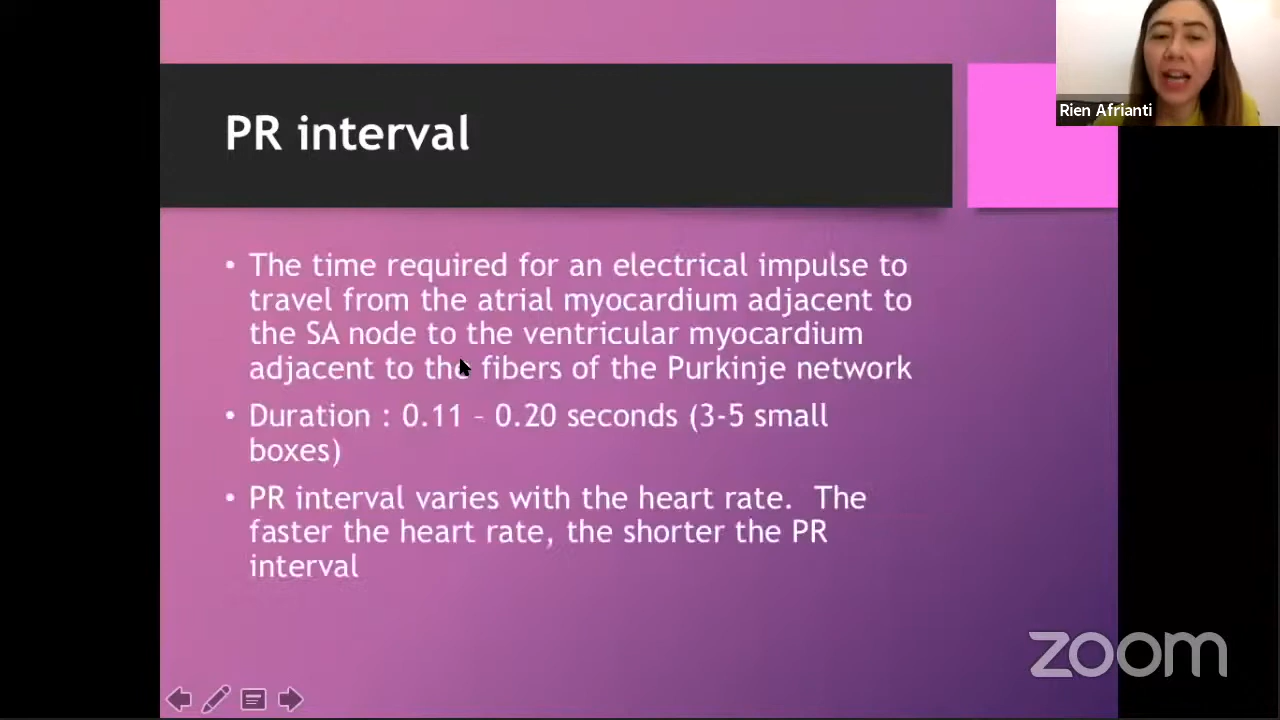 PR interval
Rien Afrianti
• The time required for an electrical impulse to
travel from the atrial myocardium adjacent to
the SA node to the ventricular myocardium
adjacent to the fibers of the Purkinje network
• Duration : 0.11 – 0.20 seconds (3-5 small
boxes)
• PR interval varies with the heart rate.  The
faster the heart rate, the shorter the PR
interval
zoom